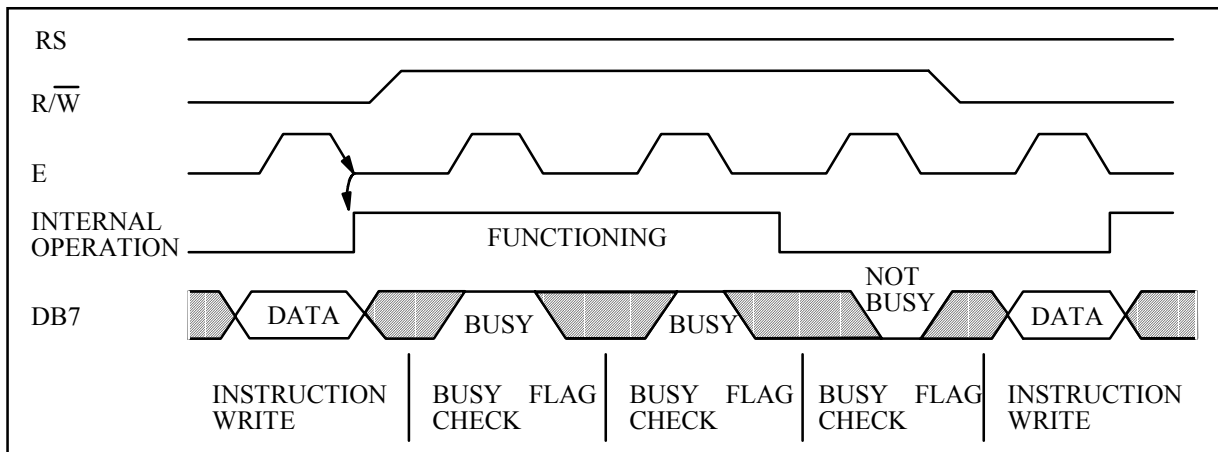 RS
R/W̅
E
INTERNAL
OPERATION
FUNCTIONING
NOT
BUSY
DB7
DATA
BUSY
BUSY
DATA
INSTRUCTION
WRITE
BUSY FLAG
CHECK
BUSY FLAG
CHECK
BUSY FLAG
CHECK
INSTRUCTION
WRITE